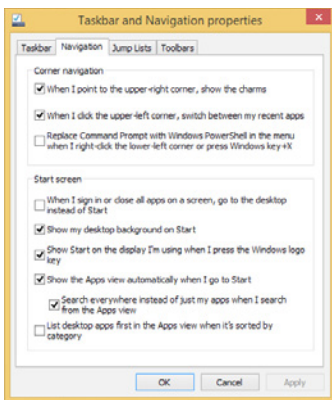 Taskbar and Navigation properties
Taskbar Navigation Jump Lists Toolbars
Corner navigation
When I point to the upper-right corner, show the charms
When I click the upper-left corner, switch between my recent apps
Replace Command Prompt with Windows PowerShell in the menu
when I right-click the lower-left corner or press Windows key+X
Start screen
When I sign in or close all apps on a screen, go to the desktop
instead of Start
Show my desktop background on Start
Show Start on the display I'm using when I press the Windows logo
key
Show the Apps view automatically when I go to Start
Search everywhere instead of just my apps when I search
from the Apps view
List desktop apps first in the Apps view when it's sorted by
category
OK Cancel Apply